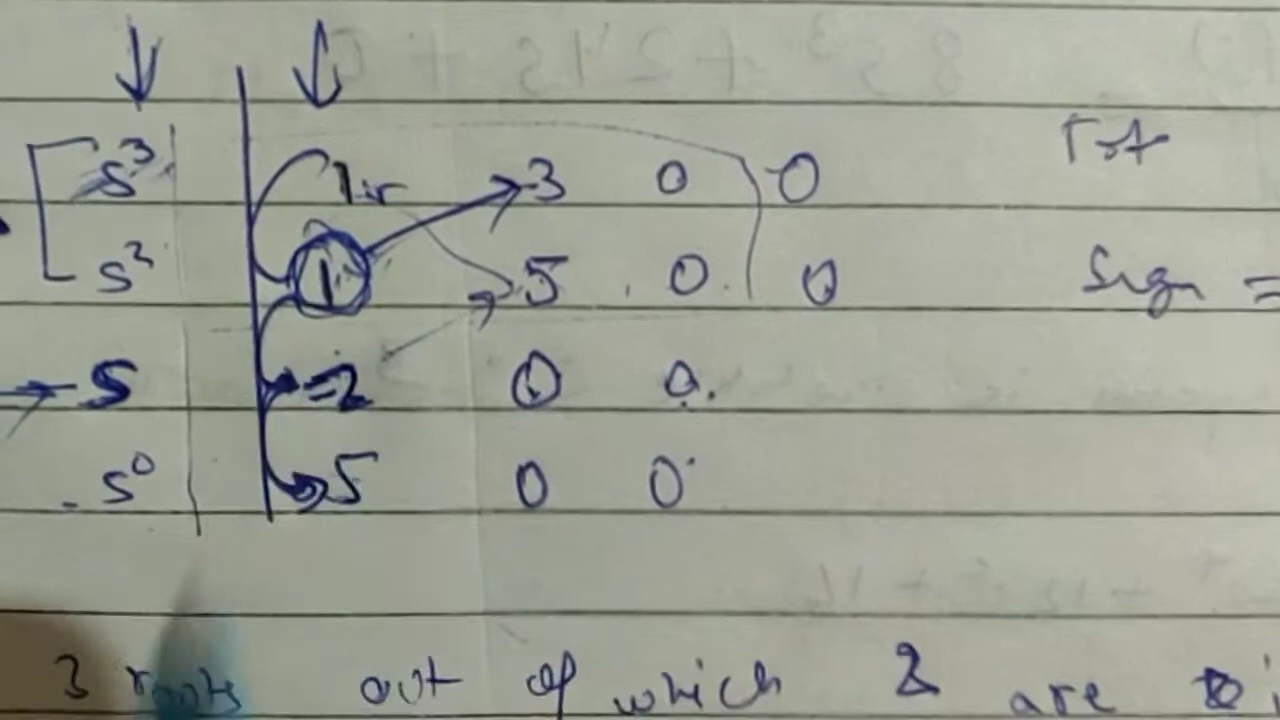 s³ 1 3 0 0
s² 1 5 0 0 Sign =
s -2 0 0
s⁰ 5 0 0
3 roots out of which 2 are